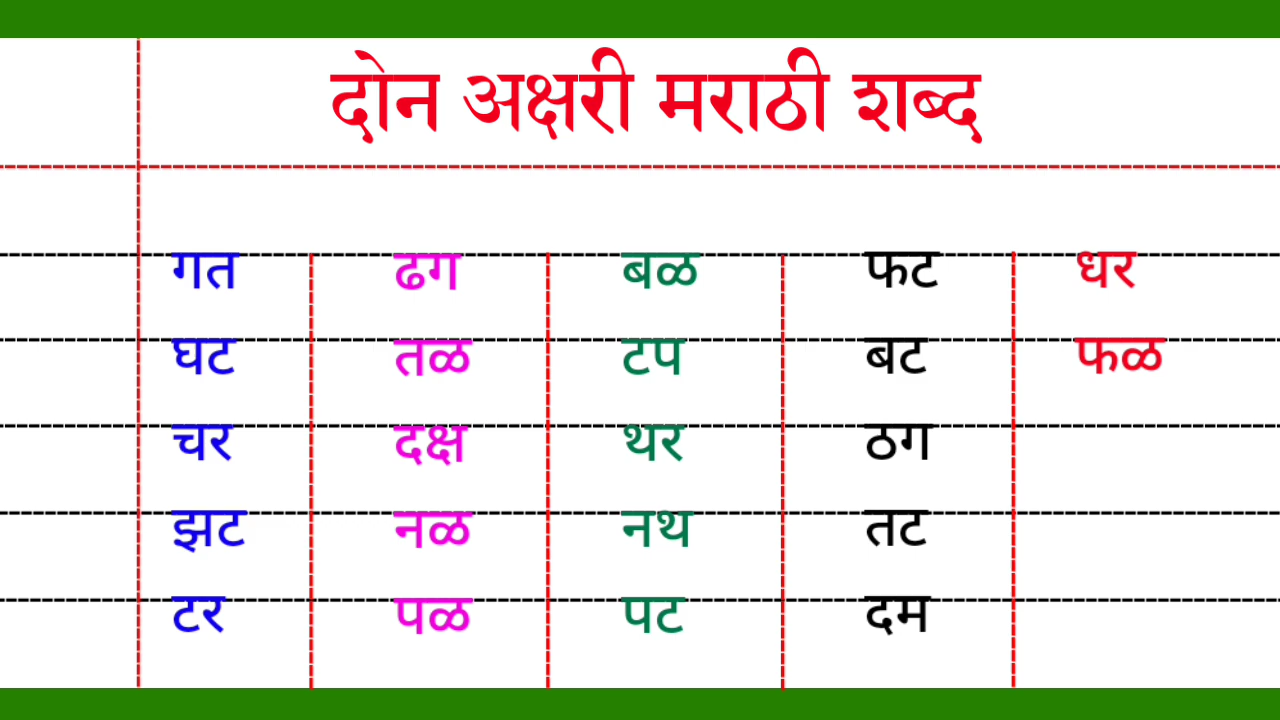 दोन अक्षरी मराठी शब्द
गत ढग बळ फट धर
घट तळ टप बट फळ
चर दक्ष थर ठग
झट नळ नथ तट
टर पळ पट दम